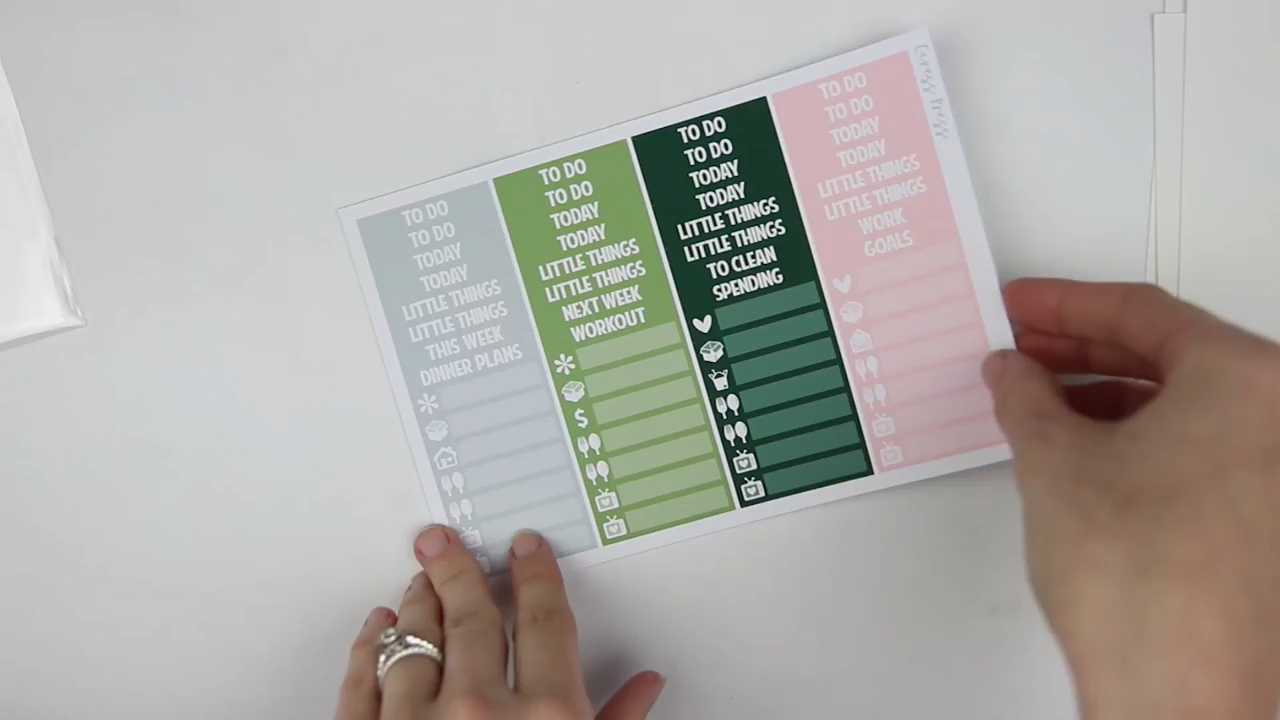 TO DO
TO DO
TODAY
TODAY
LITTLE THINGS
LITTLE THINGS
THIS WEEK
DINNER PLANS
TO DO
TO DO
TODAY
TODAY
LITTLE THINGS
LITTLE THINGS
NEXT WEEK
WORKOUT
$
TO DO
TO DO
TODAY
TODAY
LITTLE THINGS
LITTLE THINGS
TO CLEAN
SPENDING
TO DO
TO DO
TODAY
TODAY
LITTLE THINGS
LITTLE THINGS
WORK
GOALS
Press